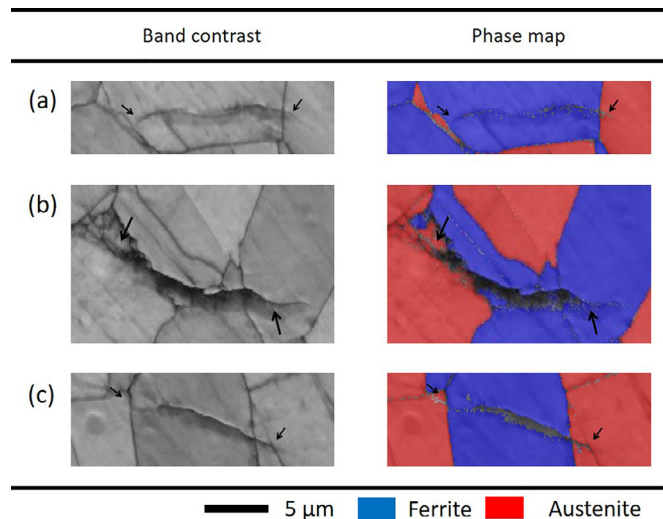 Band contrast Phase map
(a)
(b)
(c)
5 μm Ferrite Austenite